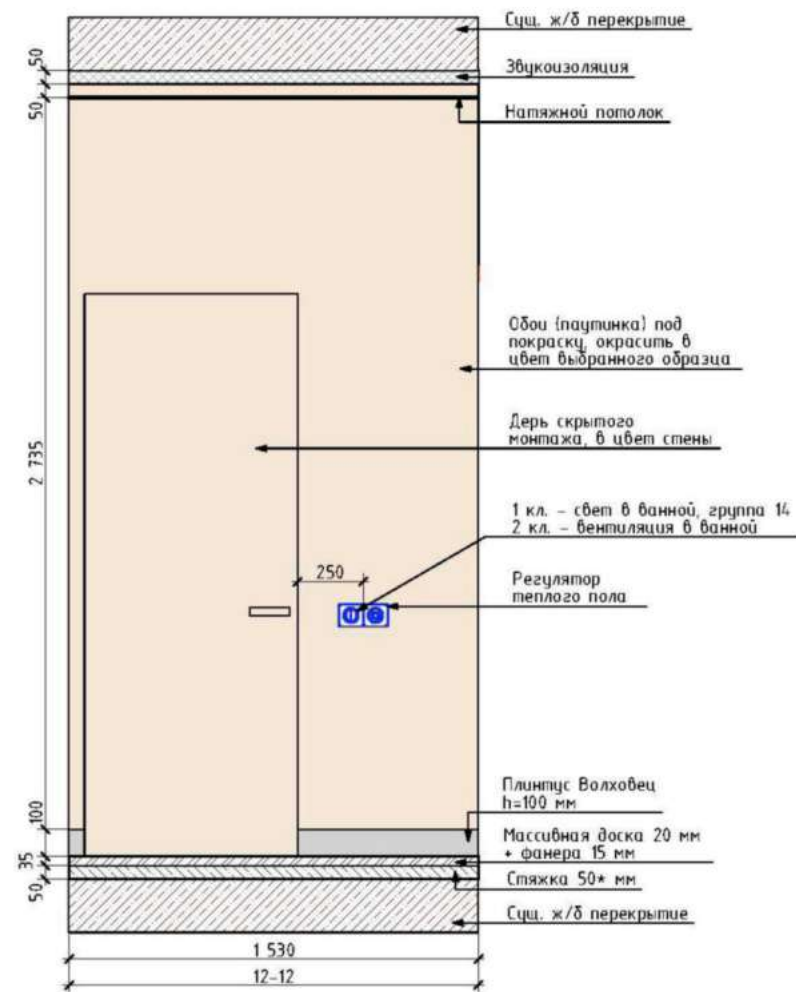 Сущ. ж/б перекрытие
50
Звукоизоляция
50
Натяжной потолок
Обои (паутинка) под
покраску, окрасить в
цвет выбранного образца
Дерь скрытого
монтажа, в цвет стены
2 735
1 кл. - свет в ванной, группа 14
2 кл. - вентиляция в ванной
250
Регулятор
теплого пола
Плинтус Волховец
h=100 мм
100
Массивная доска 20 мм
+ фанера 15 мм
35
Стяжка 50* мм
50
Сущ. ж/б перекрытие
1 530
12-12